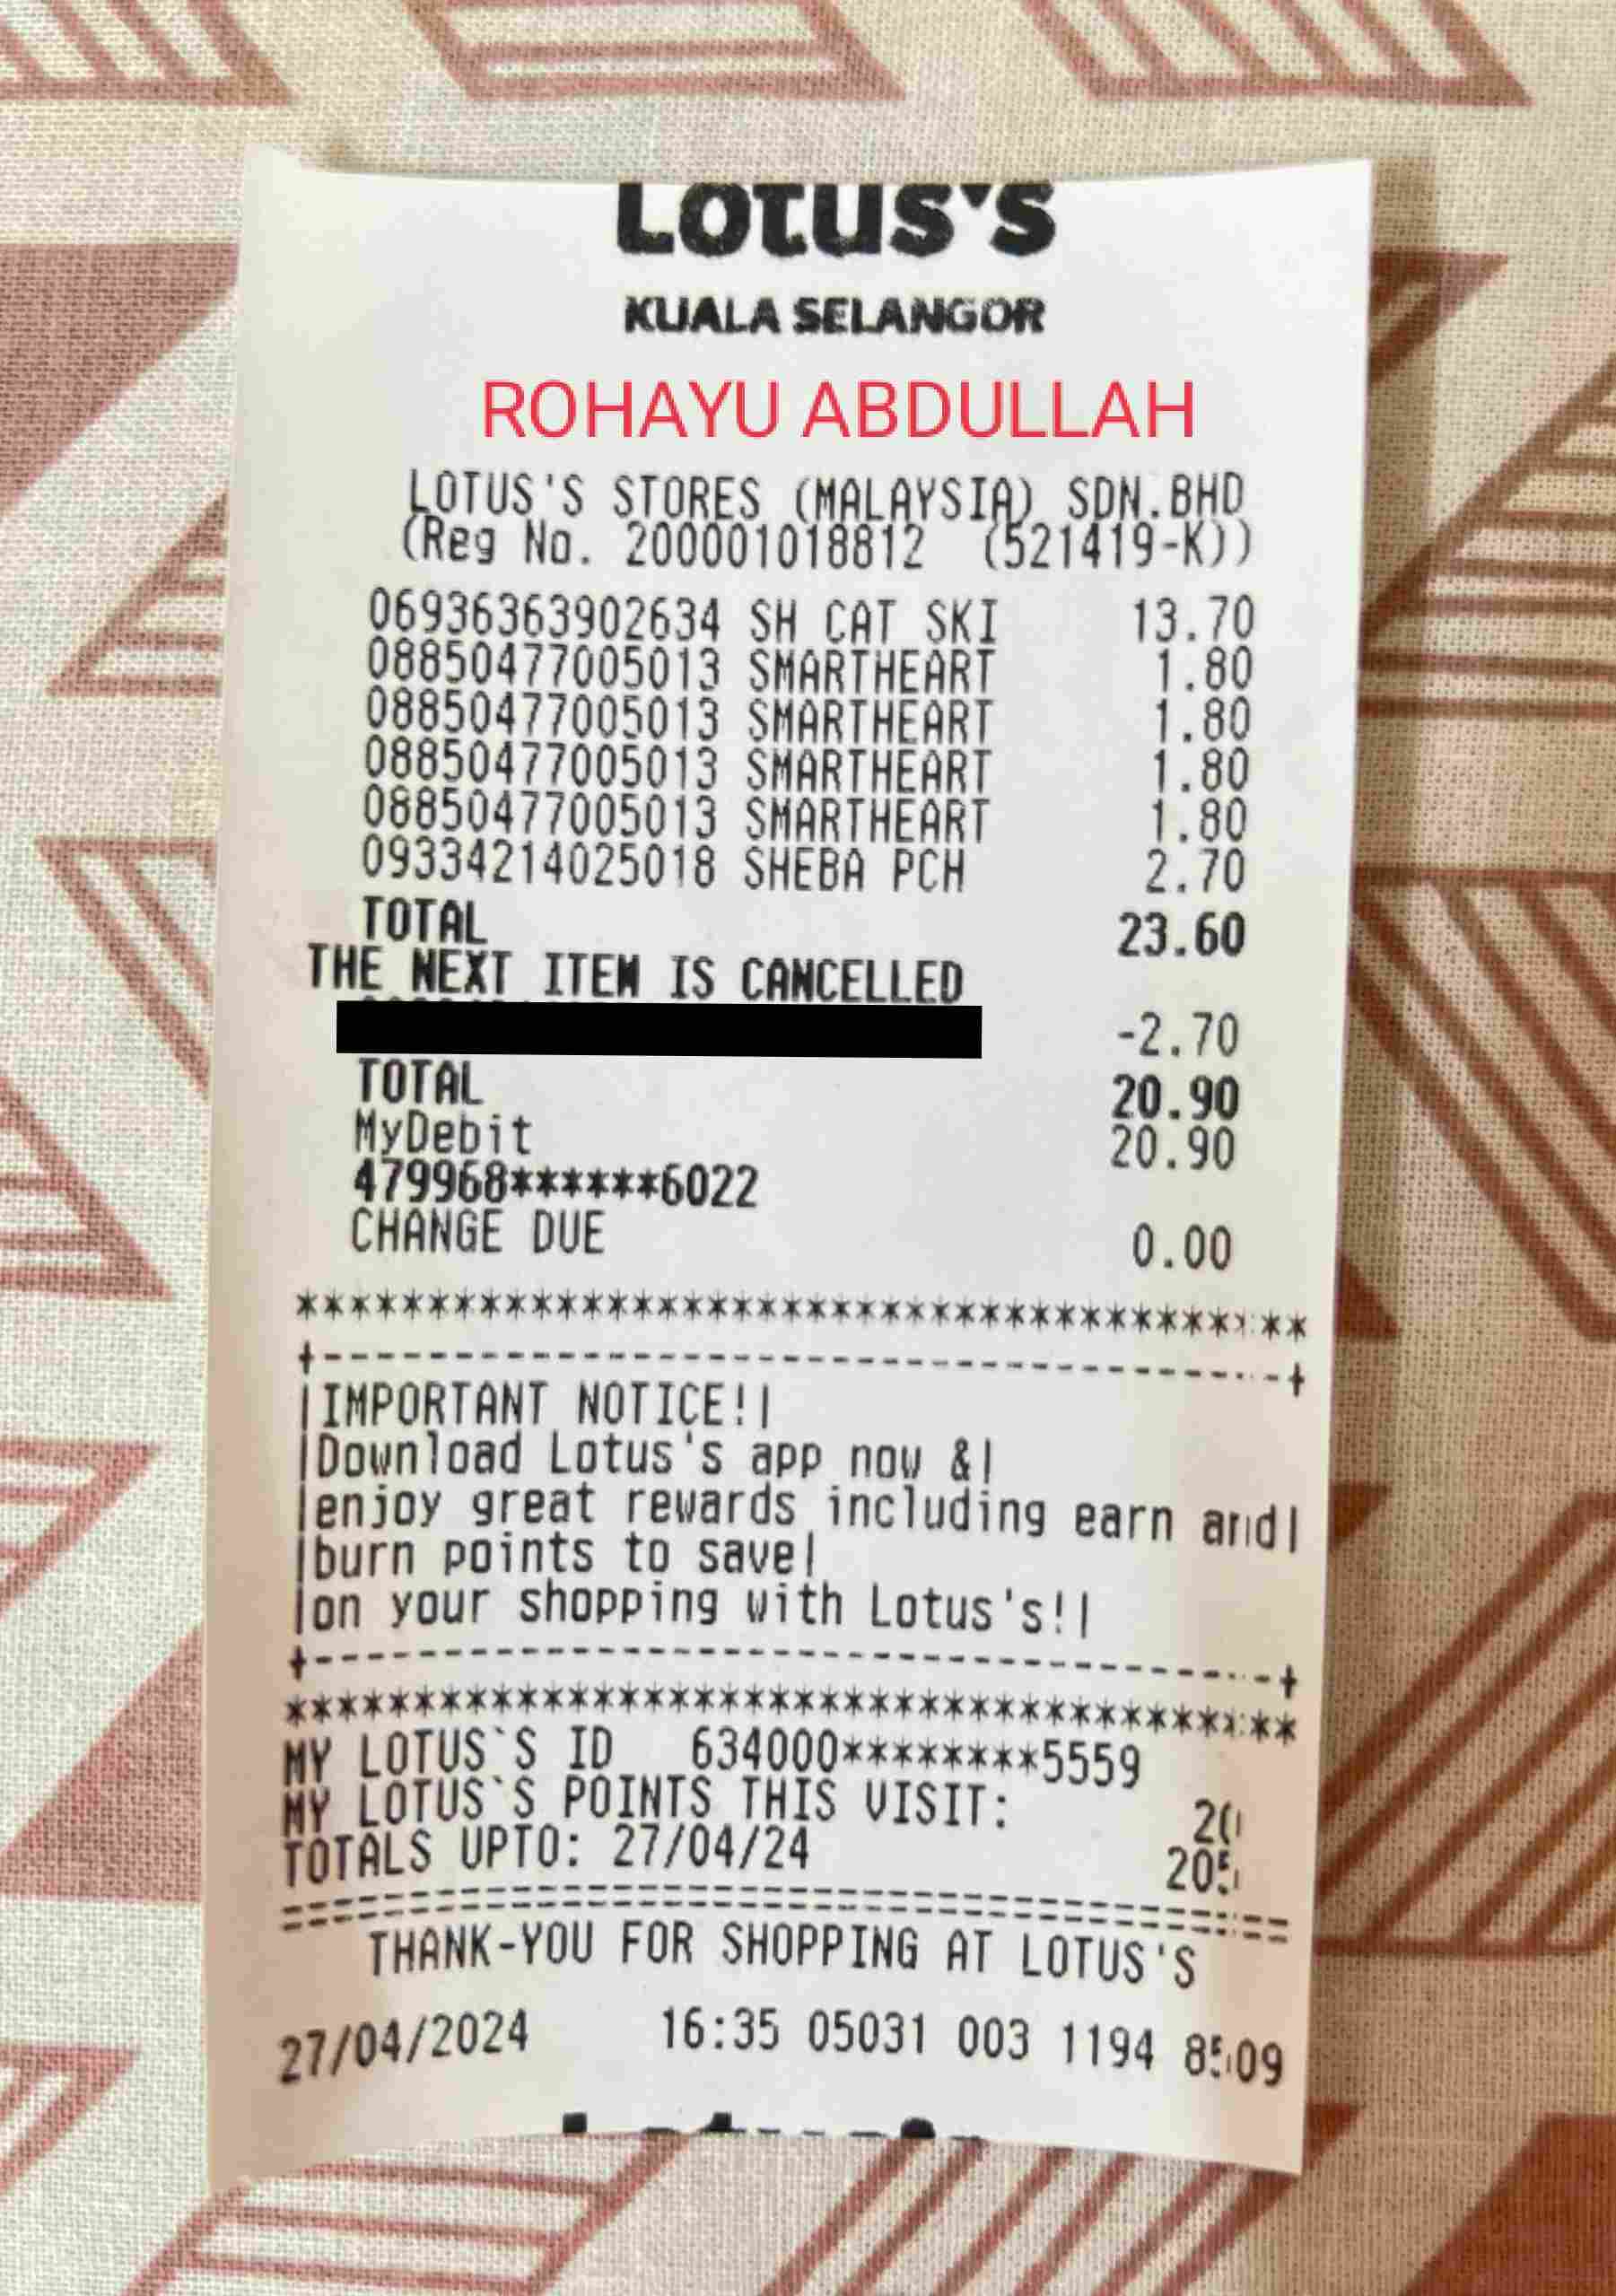 Lotus's
KUALA SELANGOR
ROHAYU ABDULLAH
LOTUS'S STORES (MALAYSIA) SDN.BHD
(Reg No. 200001018812 (521419-K))
06936363902634 SH CAT SKI 13.70
08850477005013 SMARTHEART 1.80
08850477005013 SMARTHEART 1.80
08850477005013 SMARTHEART 1.80
08850477005013 SMARTHEART 1.80
09334214025018 SHEBA PCH 2.70
TOTAL 23.60
THE NEXT ITEM IS CANCELLED
-2.70
TOTAL 20.90
MyDebit 20.90
479968******6022
CHANGE DUE 0.00
****************************************
+--------------------------------------+
|IMPORTANT NOTICE!|
|Download Lotus's app now &|
|enjoy great rewards including earn and|
|burn points to save|
|on your shopping with Lotus's!|
+--------------------------------------+
****************************************
MY LOTUS`S ID 634000********5559
MY LOTUS`S POINTS THIS VISIT:
TOTALS UPTO: 27/04/24
========================================
THANK-YOU FOR SHOPPING AT LOTUS'S
27/04/2024 16:35 05031 003 1194